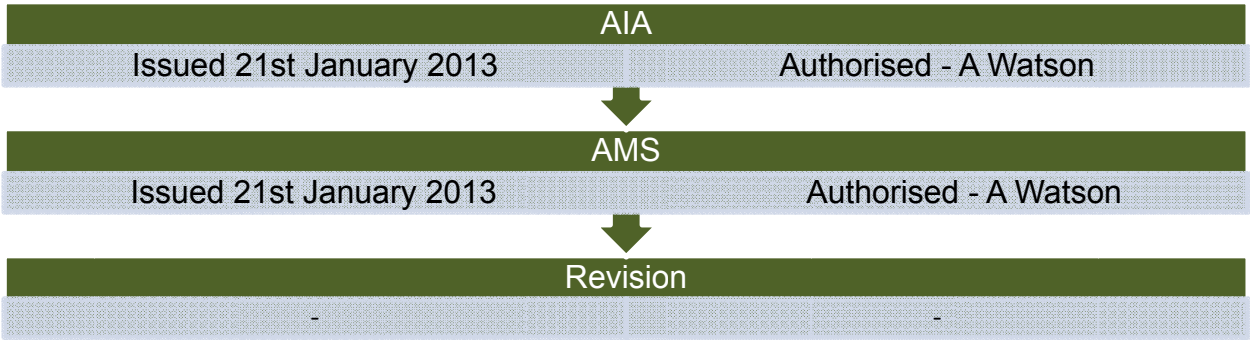 AIA
Issued 21st January 2013 Authorised - A Watson
AMS
Issued 21st January 2013 Authorised - A Watson
Revision
- -